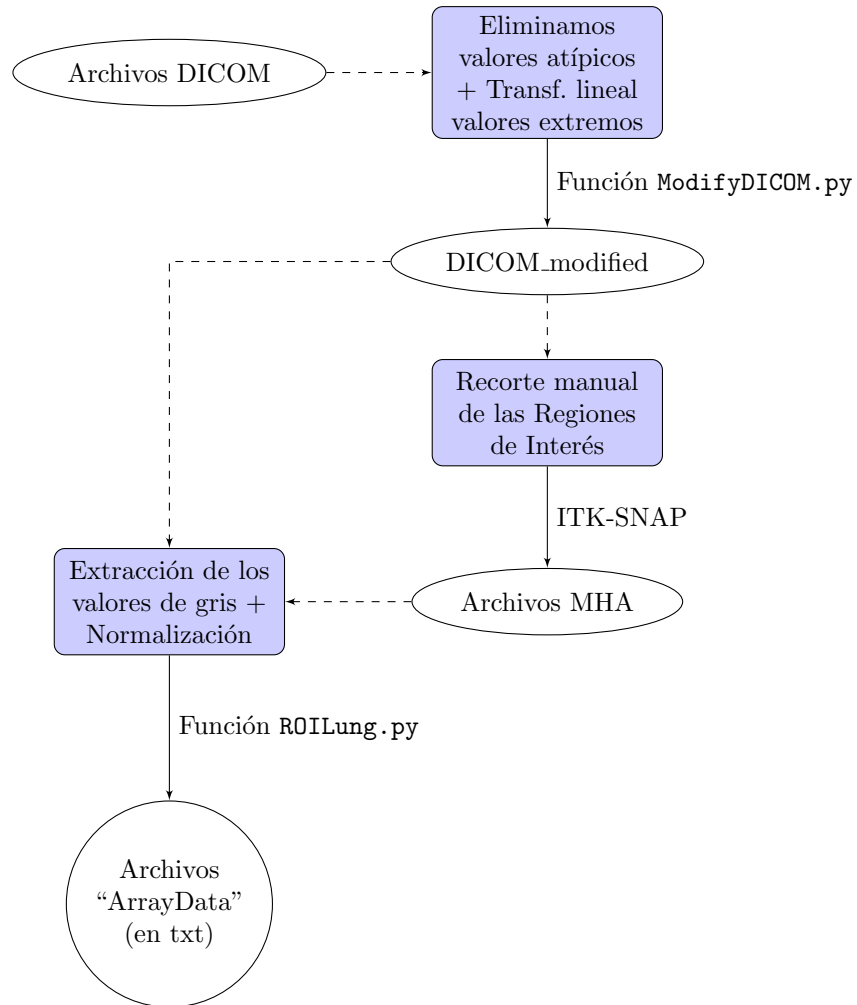 Archivos DICOM
Eliminamos
valores atípicos
+ Transf. lineal
valores extremos
Función ModifyDICOM.py
DICOM_modified
Recorte manual
de las Regiones
de Interés
ITK-SNAP
Extracción de los
valores de gris +
Normalización
Archivos MHA
Función ROILung.py
Archivos
“ArrayData”
(en txt)